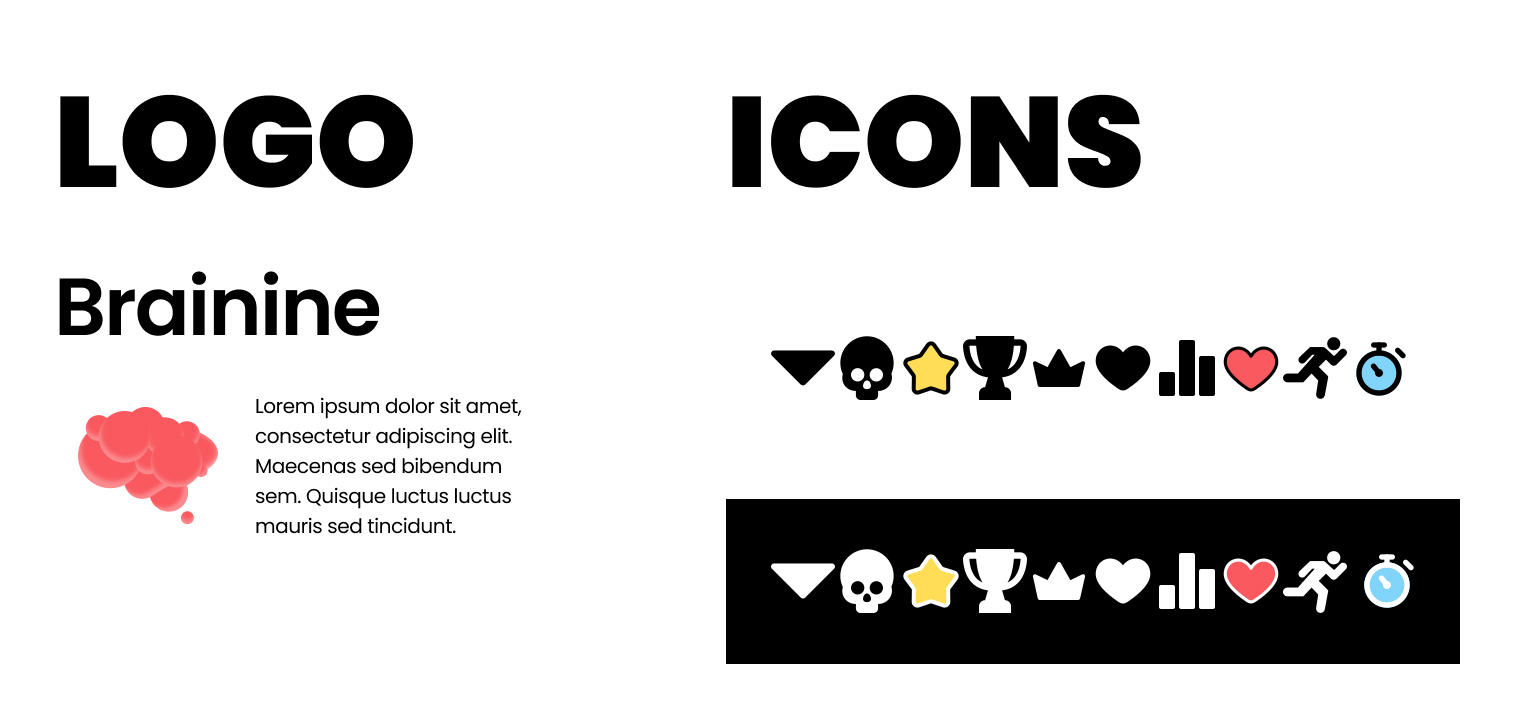 LOGO
ICONS
Brainine
Lorem ipsum dolor sit amet,
consectetur adipiscing elit.
Maecenas sed bibendum
sem. Quisque luctus luctus
mauris sed tincidunt.